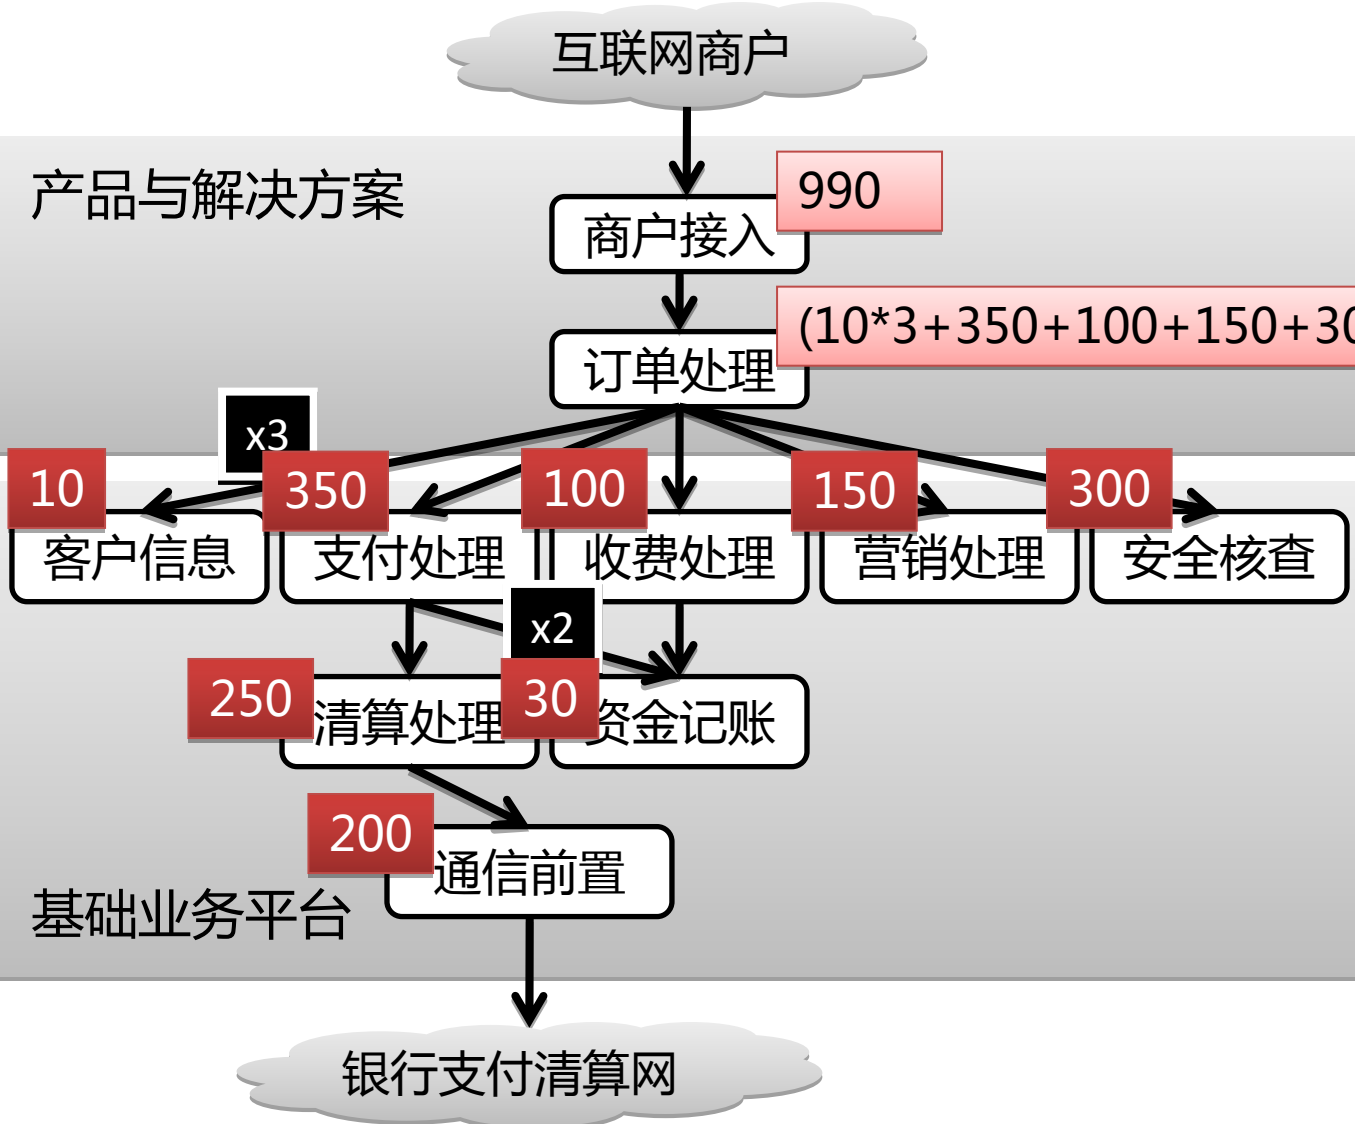 互联网商户
产品与解决方案
990
商户接入
(10*3+350+100+150+30
订单处理
x3
10
350
100
150
300
客户信息
支付处理
收费处理
营销处理
安全核查
x2
250
30
清算处理
资金记账
200
通信前置
基础业务平台
银行支付清算网